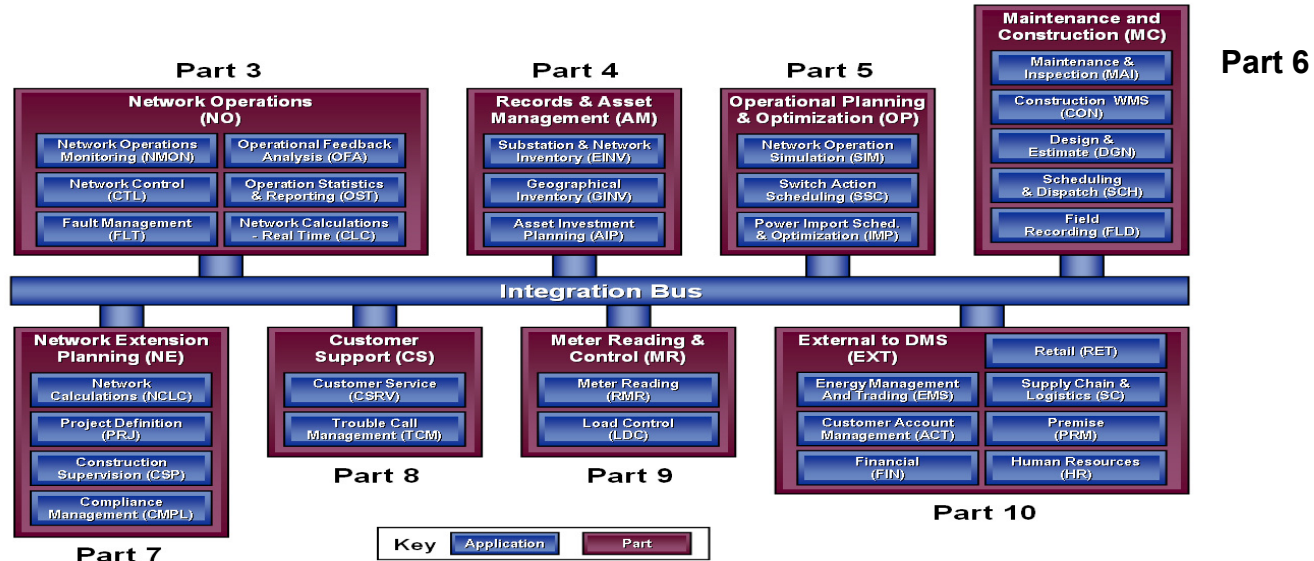 Part 3
Network Operations
(NO)
Network Operations
Monitoring (NMON)
Operational Feedback
Analysis (OFA)
Network Control
(CTL)
Operation Statistics
& Reporting (OST)
Fault Management
(FLT)
Network Calculations
- Real Time (CLC)
Part 4
Records & Asset
Management (AM)
Substation & Network
Inventory (EINV)
Geographical
Inventory (GINV)
Asset Investment
Planning (AIP)
Part 5
Operational Planning
& Optimization (OP)
Network Operation
Simulation (SIM)
Switch Action
Scheduling (SSC)
Power Import Sched.
& Optimization (IMP)
Maintenance and
Construction (MC)
Maintenance &
Inspection (MAI)
Construction WMS
(CON)
Design &
Estimate (DGN)
Scheduling
& Dispatch (SCH)
Field
Recording (FLD)
Part 6
Integration Bus
Network Extension
Planning (NE)
Network
Calculations (NCLC)
Project Definition
(PRJ)
Construction
Supervision (CSP)
Compliance
Management (CMPL)
Part 7
Customer
Support (CS)
Customer Service
(CSRV)
Trouble Call
Management (TCM)
Part 8
Meter Reading &
Control (MR)
Meter Reading
(RMR)
Load Control
(LDC)
Part 9
External to DMS
(EXT)
Retail (RET)
Energy Management
And Trading (EMS)
Supply Chain &
Logistics (SC)
Customer Account
Management (ACT)
Premise
(PRM)
Financial
(FIN)
Human Resources
(HR)
Part 10
Key
Application
Part